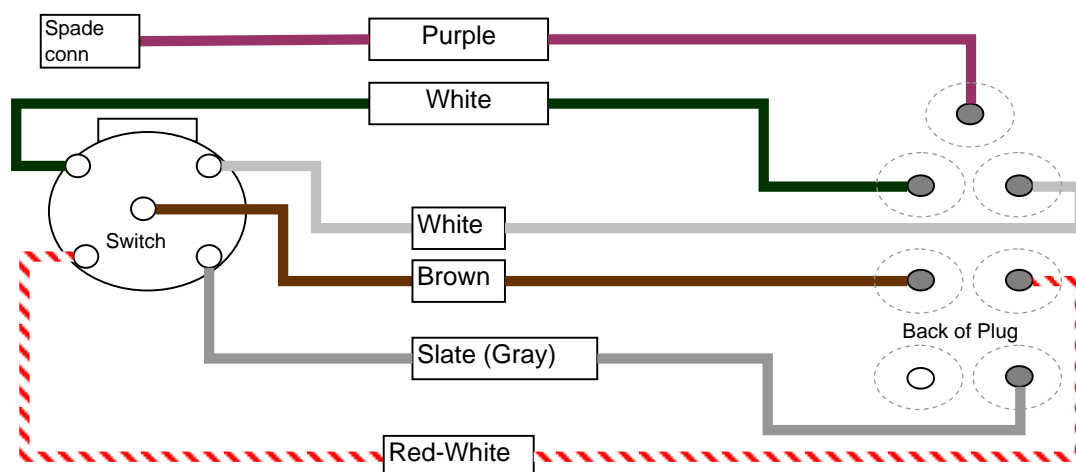 Spade
conn
Purple
White
Switch
White
Brown
Back of Plug
Slate (Gray)
Red-White